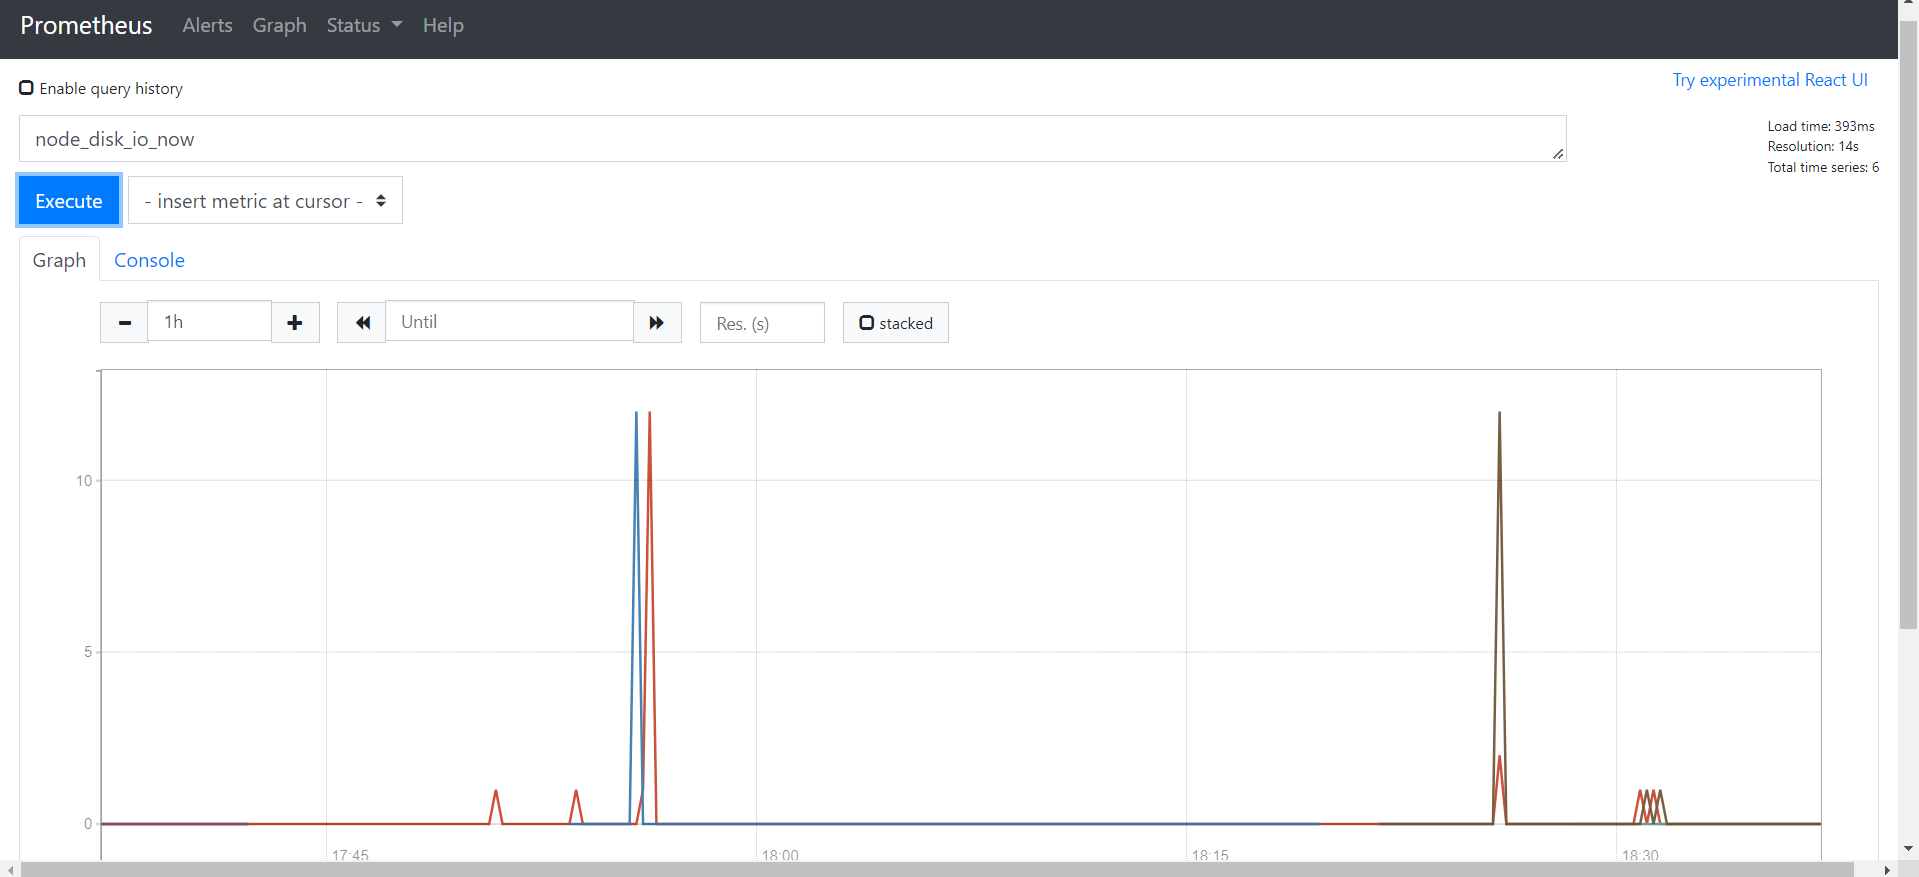 Prometheus Alerts Graph Status Help
Enable query history
Try experimental React UI
node_disk_io_now
Load time: 393ms
Resolution: 14s
Total time series: 6
Execute
- insert metric at cursor -
Graph Console
1h Until Res. (s) stacked
10
5
0
17:45 18:00 18:15 18:30